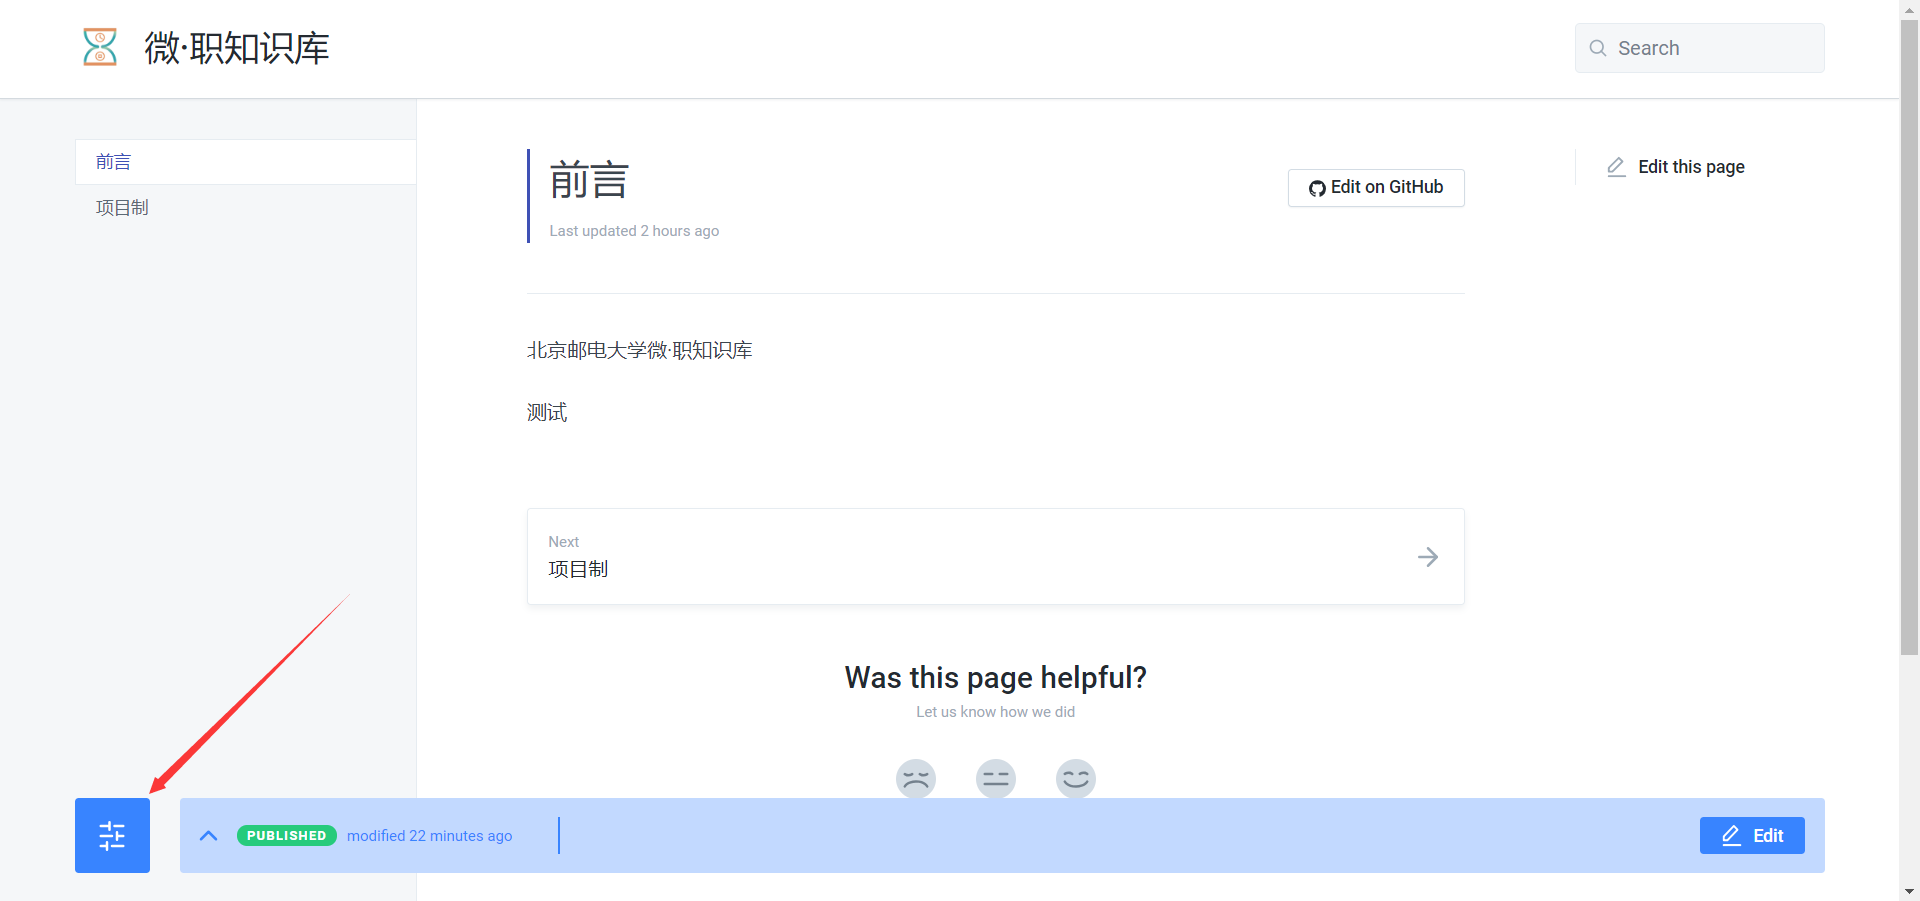 微·职知识库
Search
前言
项目制
前言
Last updated 2 hours ago
Edit on GitHub
Edit this page
北京邮电大学微·职知识库
测试
Next
项目制
Was this page helpful?
Let us know how we did
PUBLISHED modified 22 minutes ago
Edit